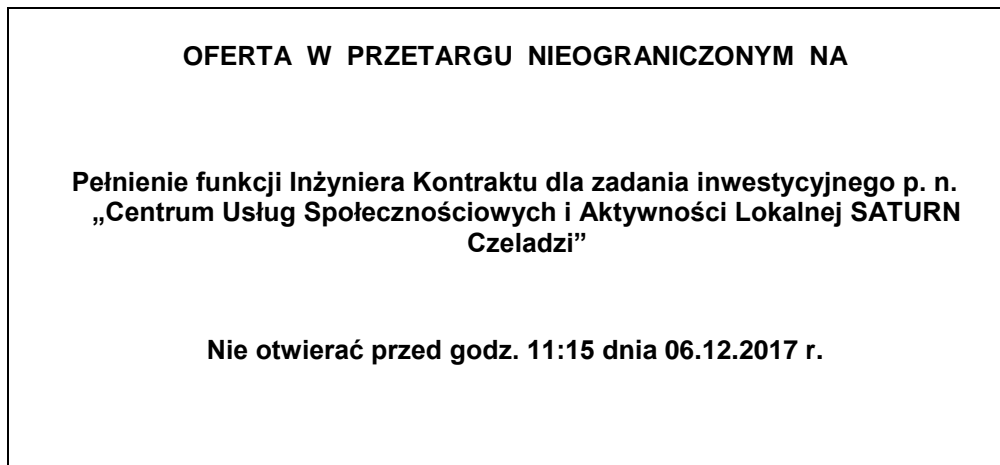 OFERTA W PRZETARGU NIEOGRANICZONYM NA
Pełnienie funkcji Inżyniera Kontraktu dla zadania inwestycyjnego p. n.
„Centrum Usług Społecznościowych i Aktywności Lokalnej SATURN
Czeladzi”
Nie otwierać przed godz. 11:15 dnia 06.12.2017 r.